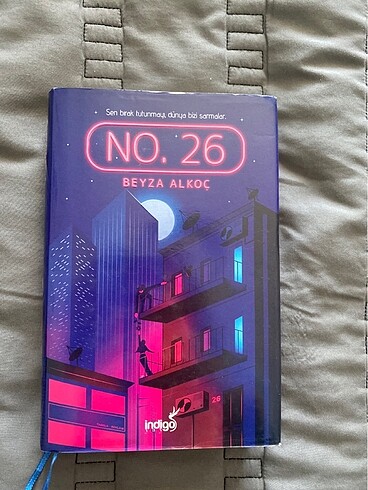 Sen bırak tutunmayı, dünya bizi sarmalar.
NO. 26
BEYZA ALKOÇ
26
indigo